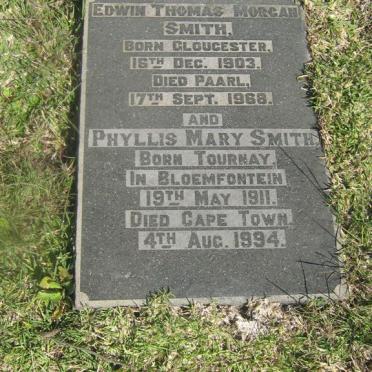 Edwin Thomas Morgan
Smith,
Born Gloucester,
16th Dec. 1903.
Died Paarl,
17th Sept. 1968.
and
Phyllis Mary Smith
Born Tournay,
In Bloemfontein
19th May 1911.
Died Cape Town.
4th Aug. 1994.